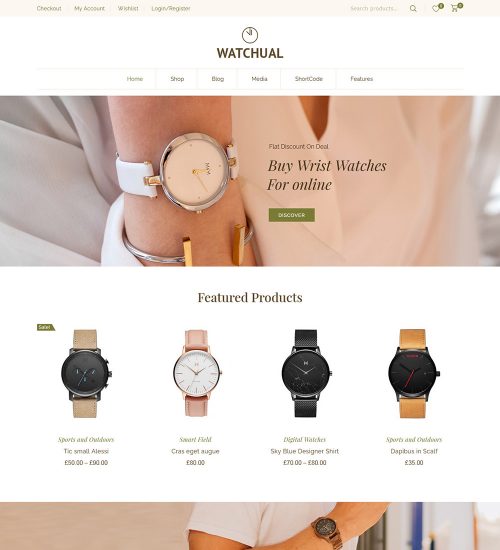 Checkout My Account Wishlist Login/Register Search products... 0 0
WATCHUAL
Home Shop Blog Media ShortCode Features
Flat Discount On Deal
Buy Wrist Watches
For online
DISCOVER
Featured Products
Sale!
Sports and Outdoors Smart Field Digital Watches Sports and Outdoors
Tic small Alessi Cras eget augue Sky Blue Designer Shirt Dapibus in Scalf
£50.00 – £90.00 £80.00 £70.00 – £80.00 £35.00